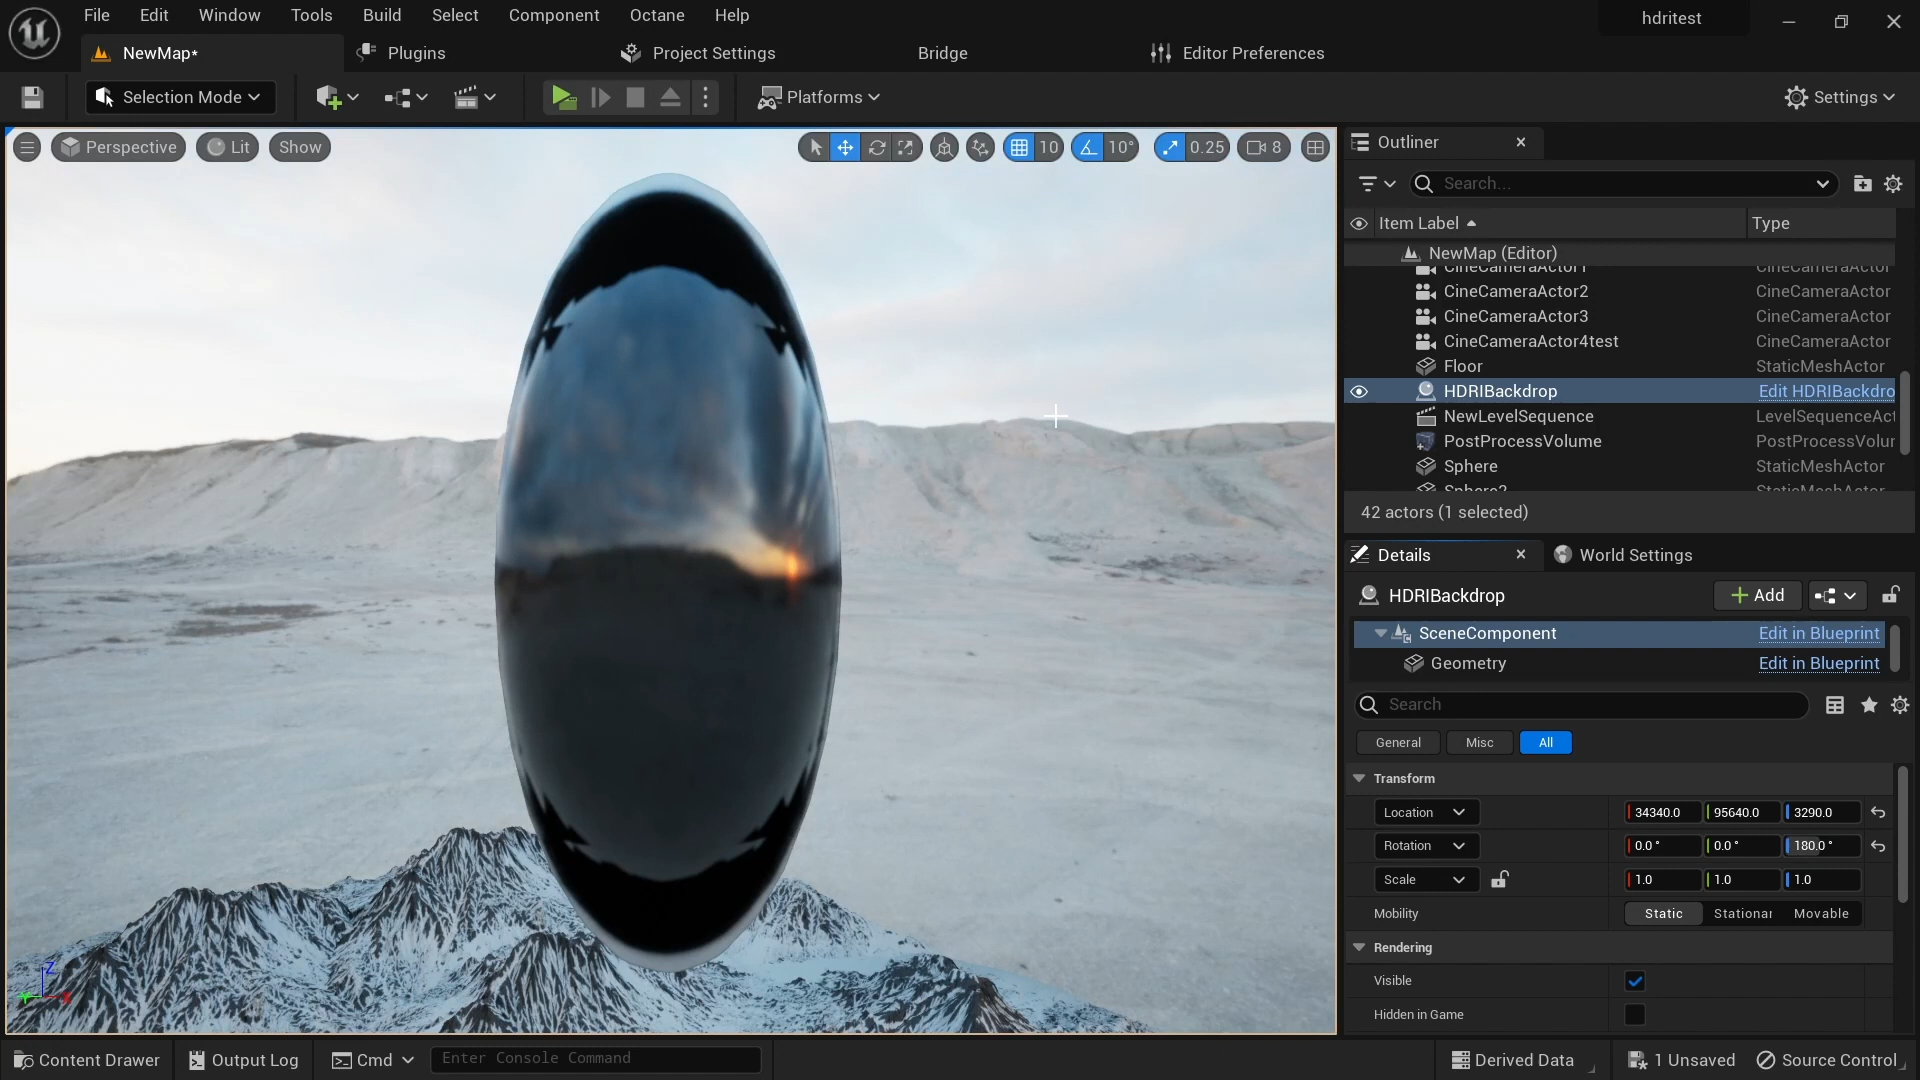 File Edit Window Tools Build Select Component Octane Help
hdritest
NewMap* Plugins Project Settings Bridge Editor Preferences
Selection Mode Platforms Settings
Perspective Lit Show 10 10° 0.25 8
Outliner
Search...
Item Label Type
NewMap (Editor)
CineCameraActor1 CineCameraActor
CineCameraActor2 CineCameraActor
CineCameraActor3 CineCameraActor
CineCameraActor4test CineCameraActor
Floor StaticMeshActor
HDRIBackdrop Edit HDRIBackdro
NewLevelSequence LevelSequenceAct
PostProcessVolume PostProcessVolur
Sphere StaticMeshActor
Sphere2 StaticMeshActor
42 actors (1 selected)
Details World Settings
HDRIBackdrop Add
SceneComponent Edit in Blueprint
Geometry Edit in Blueprint
Search
General Misc All
Transform
Location 34340.0 95640.0 3290.0
Rotation 0.0 ° 0.0 ° 180.0 °
Scale 1.0 1.0 1.0
Mobility Static Stationar Movable
Rendering
Visible
Hidden in Game
Z
Y X
Content Drawer Output Log Cmd Enter Console Command Derived Data 1 Unsaved Source Control